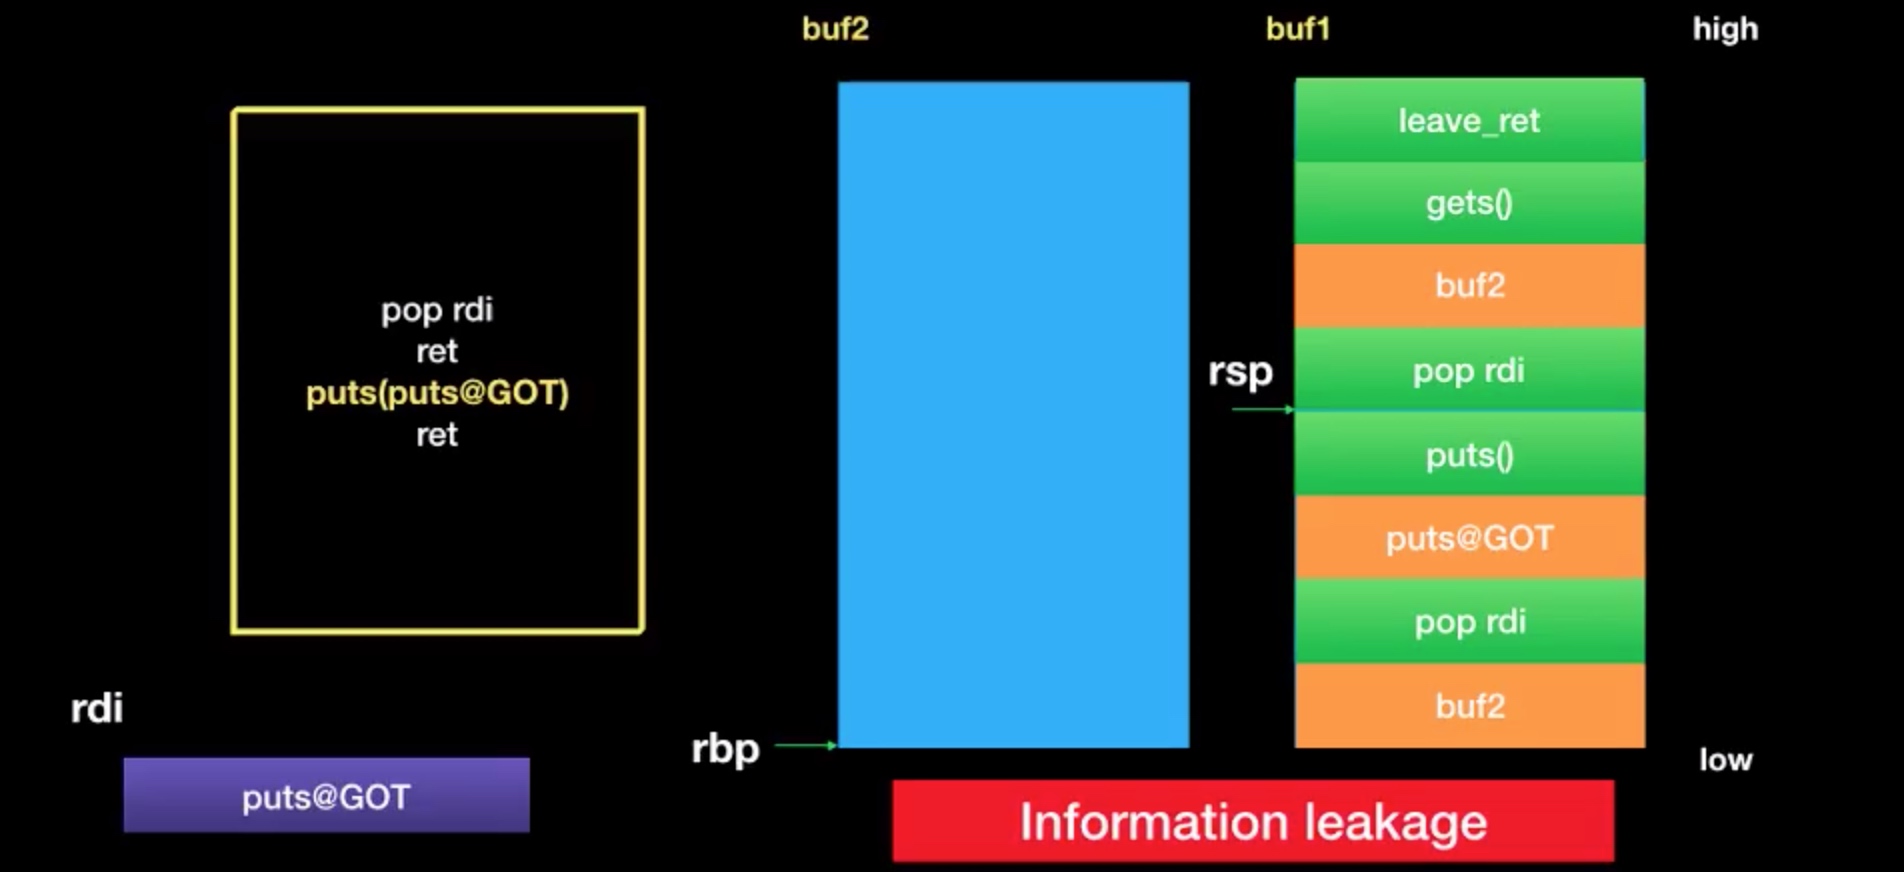 buf2
buf1
high
pop rdi
ret
puts(puts@GOT)
ret
rdi
puts@GOT
rbp
rsp
leave_ret
gets()
buf2
pop rdi
puts()
puts@GOT
pop rdi
buf2
low
Information leakage